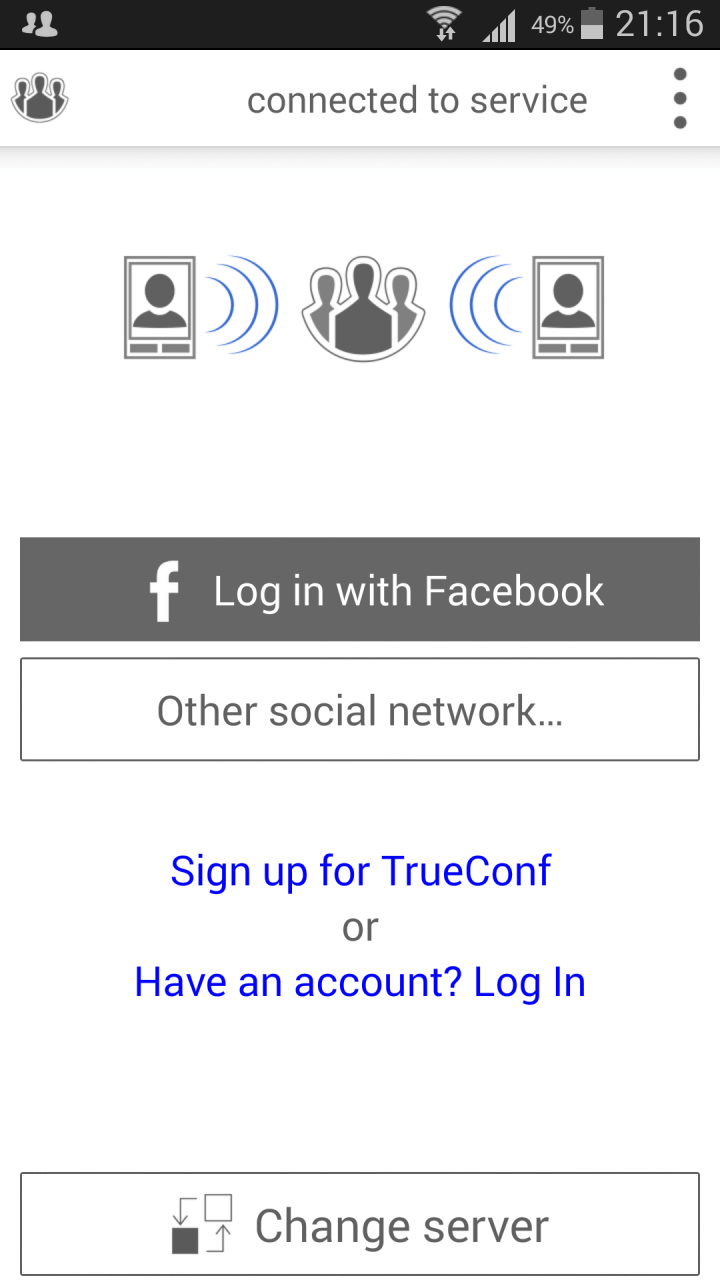 49% 21:16
connected to service
Log in with Facebook
Other social network...
Sign up for TrueConf
or
Have an account? Log In
Change server